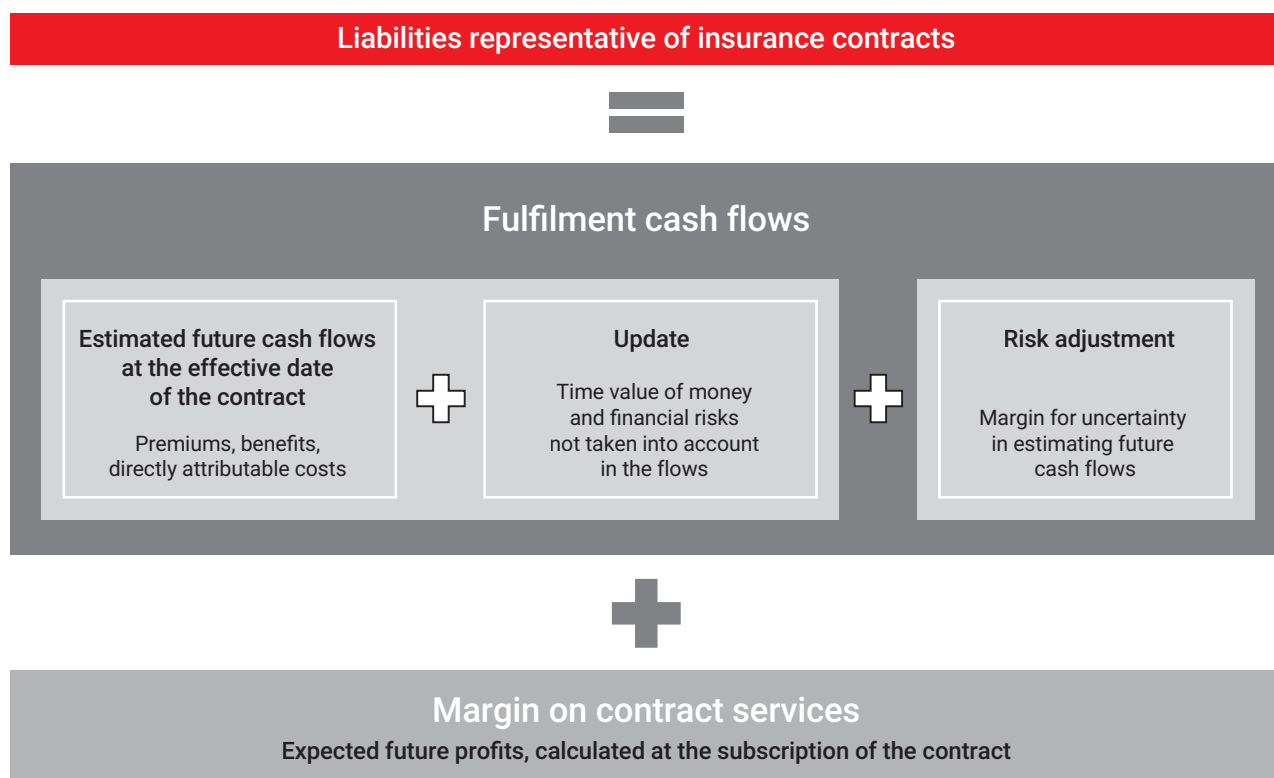 Liabilities representative of insurance contracts
Fulfilment cash flows
Estimated future cash flows
at the effective date
of the contract
Premiums, benefits,
directly attributable costs
Update
Time value of money
and financial risks
not taken into account
in the flows
Risk adjustment
Margin for uncertainty
in estimating future
cash flows
Margin on contract services
Expected future profits, calculated at the subscription of the contract